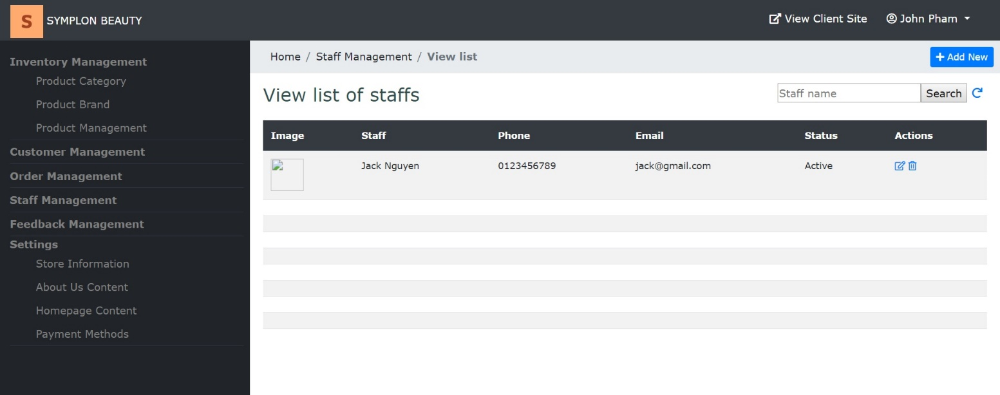 S SYMPLON BEAUTY
View Client Site
John Pham
Inventory Management
Product Category
Product Brand
Product Management
Customer Management
Order Management
Staff Management
Feedback Management
Settings
Store Information
About Us Content
Homepage Content
Payment Methods
Home / Staff Management / View list
+ Add New
View list of staffs
Staff name Search
Image Staff Phone Email Status Actions
Jack Nguyen 0123456789 jack@gmail.com Active